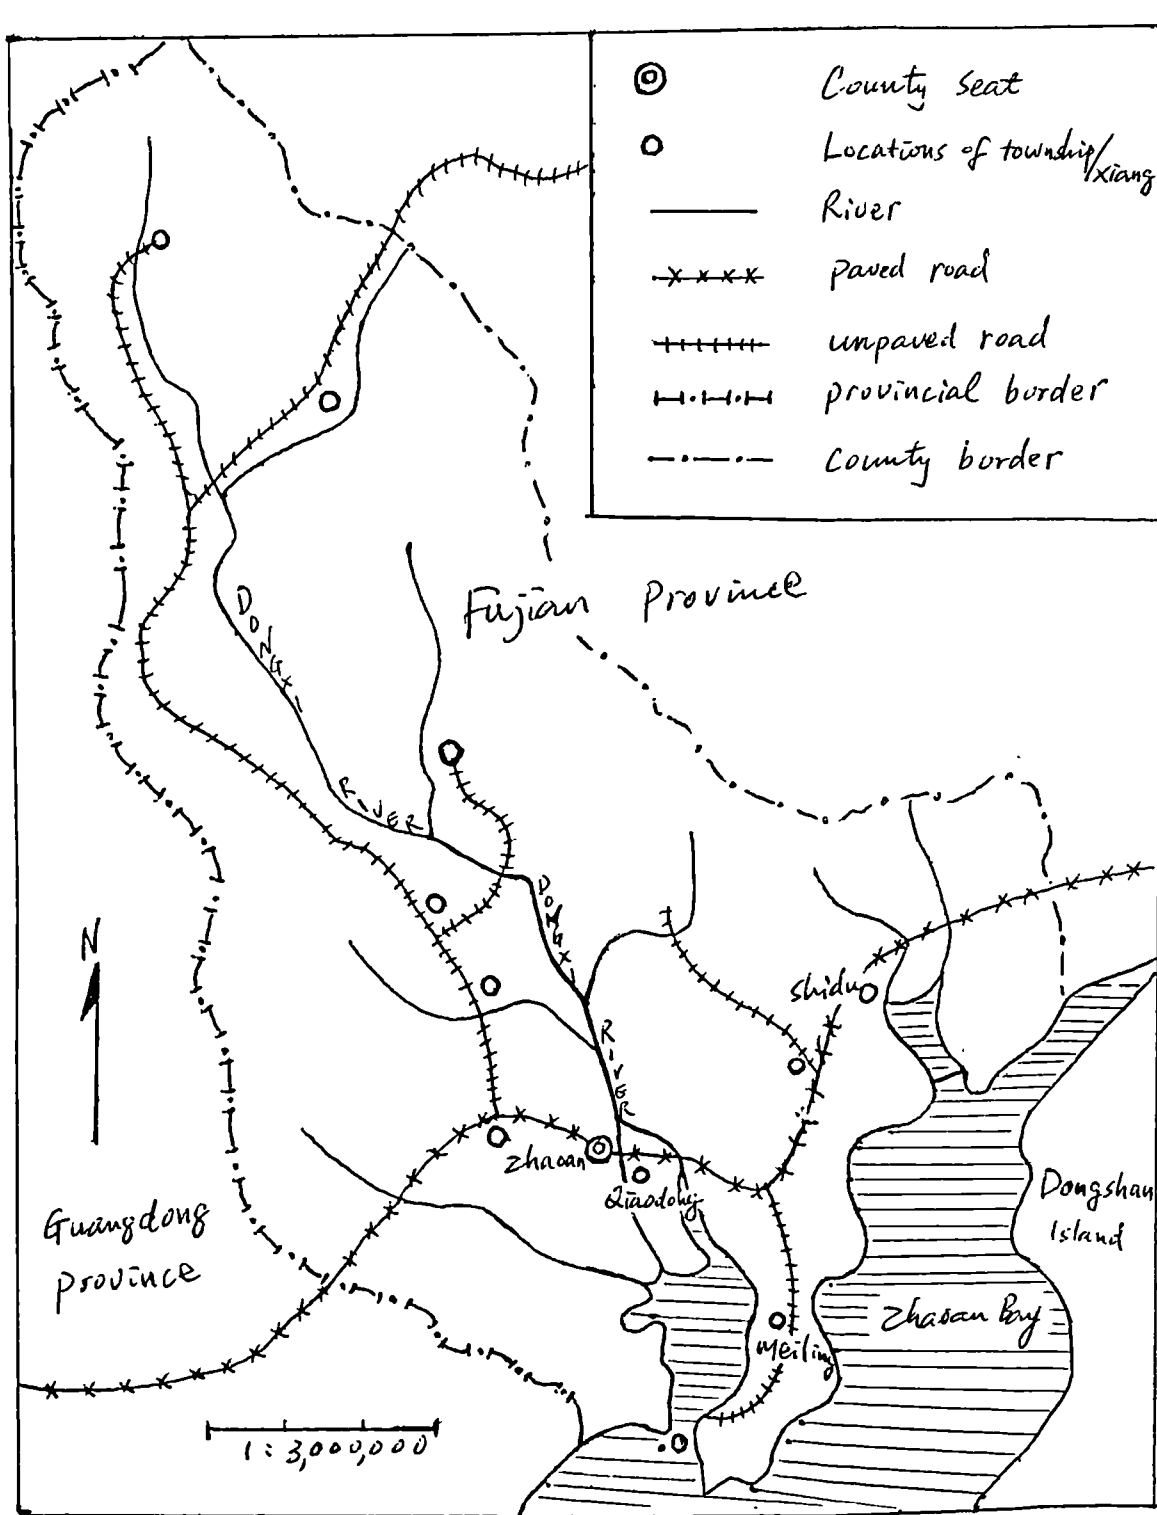 County seat
Locations of township/xiang
River
paved road
unpaved road
provincial border
County border
Fujian Province
DONGXI
RIVER
DONGXI
RIVER
N
Shidu
Zhaoan
Qiaodong
Guangdong
province
Dongshan
Island
Zhaoan Bay
Meiling
1:3,000,000